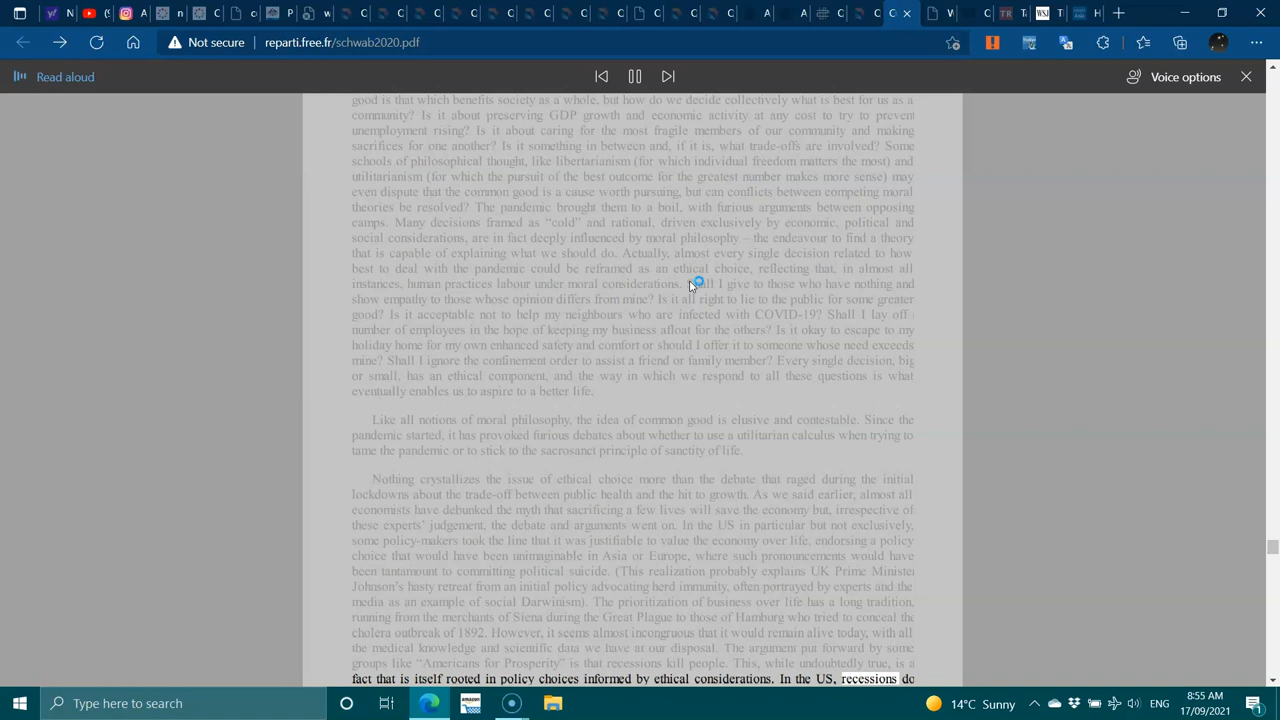 Not secure | reparti.free.fr/schwab2020.pdf
Read aloud
Voice options
good is that which benefits society as a whole, but how do we decide collectively what is best for us as a
community? Is it about preserving GDP growth and economic activity at any cost to try to prevent
unemployment rising? Is it about caring for the most fragile members of our community and making
sacrifices for one another? Is it something in between and, if it is, what trade-offs are involved? Some
schools of philosophical thought, like libertarianism (for which individual freedom matters the most) and
utilitarianism (for which the pursuit of the best outcome for the greatest number makes more sense) may
even dispute that the common good is a cause worth pursuing, but can conflicts between competing moral
theories be resolved? The pandemic brought them to a boil, with furious arguments between opposing
camps. Many decisions framed as “cold” and rational, driven exclusively by economic, political and
social considerations, are in fact deeply influenced by moral philosophy – the endeavour to find a theory
that is capable of explaining what we should do. Actually, almost every single decision related to how
best to deal with the pandemic could be reframed as an ethical choice, reflecting that, in almost all
instances, human practices labour under moral considerations. Shall I give to those who have nothing and
show empathy to those whose opinion differs from mine? Is it all right to lie to the public for some greater
good? Is it acceptable not to help my neighbours who are infected with COVID-19? Shall I lay off
number of employees in the hope of keeping my business afloat for the others? Is it okay to escape to my
holiday home for my own enhanced safety and comfort or should I offer it to someone whose need exceeds
mine? Shall I ignore the confinement order to assist a friend or family member? Every single decision, big
or small, has an ethical component, and the way in which we respond to all these questions is what
eventually enables us to aspire to a better life.
Like all notions of moral philosophy, the idea of common good is elusive and contestable. Since the
pandemic started, it has provoked furious debates about whether to use a utilitarian calculus when trying to
tame the pandemic or to stick to the sacrosanct principle of sanctity of life.
Nothing crystallizes the issue of ethical choice more than the debate that raged during the initial
lockdowns about the trade-off between public health and the hit to growth. As we said earlier, almost all
economists have debunked the myth that sacrificing a few lives will save the economy but, irrespective of
these experts’ judgement, the debate and arguments went on. In the US in particular but not exclusively,
some policy-makers took the line that it was justifiable to value the economy over life, endorsing a policy
choice that would have been unimaginable in Asia or Europe, where such pronouncements would have
been tantamount to committing political suicide. (This realization probably explains UK Prime Minister
Johnson’s hasty retreat from an initial policy advocating herd immunity, often portrayed by experts and the
media as an example of social Darwinism). The prioritization of business over life has a long tradition,
running from the merchants of Siena during the Great Plague to those of Hamburg who tried to conceal the
cholera outbreak of 1892. However, it seems almost incongruous that it would remain alive today, with all
the medical knowledge and scientific data we have at our disposal. The argument put forward by some
groups like “Americans for Prosperity” is that recessions kill people. This, while undoubtedly true, is a
fact that is itself rooted in policy choices informed by ethical considerations. In the US, recessions do
Type here to search
14°C Sunny
ENG
8:55 AM
17/09/2021